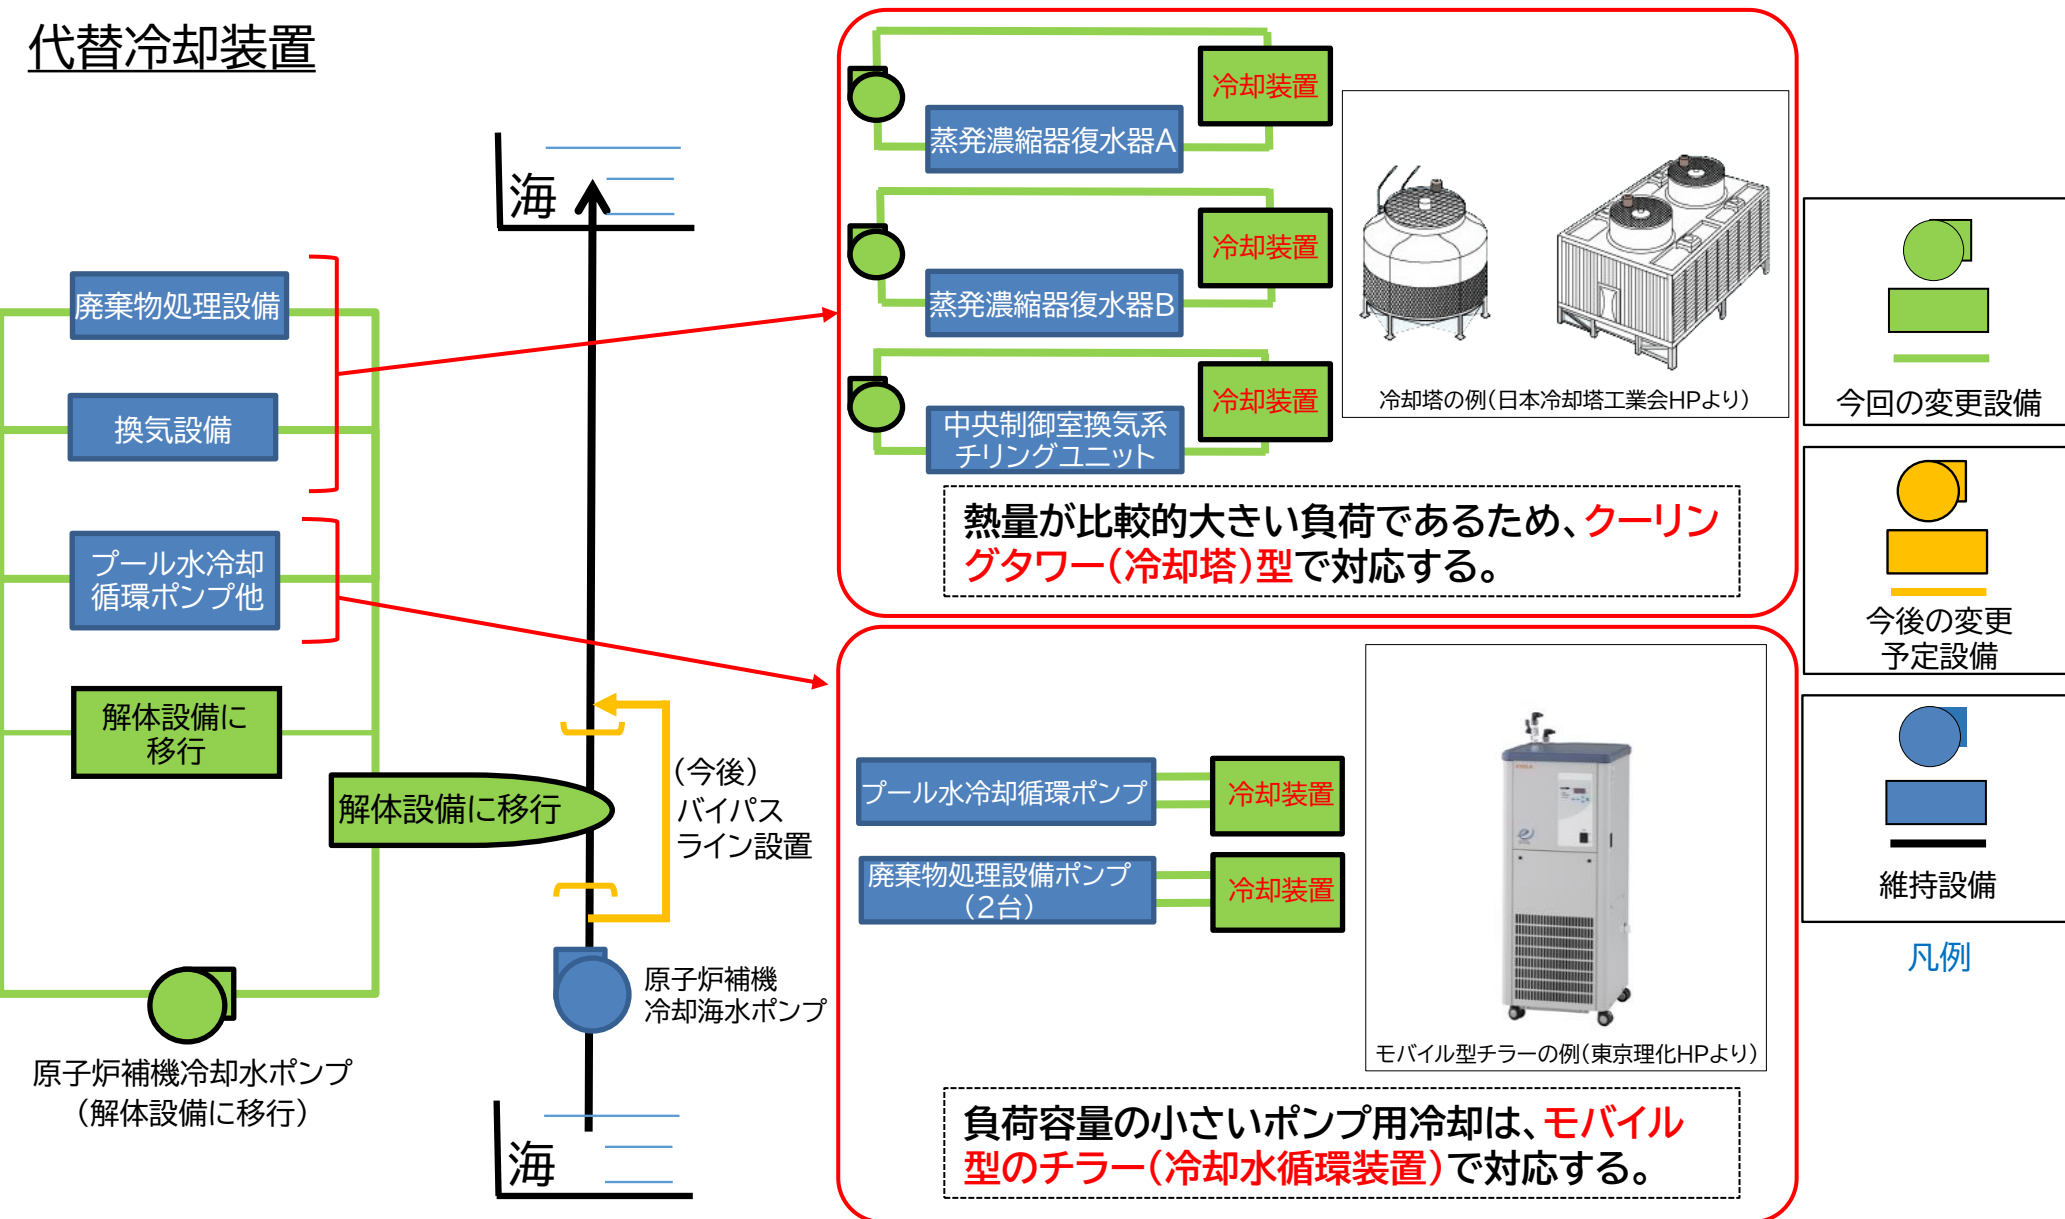 代替冷却装置
海
廃棄物処理設備
換気設備
プール水冷却
循環ポンプ他
解体設備に
移行
解体設備に移行
(今後)
バイパス
ライン設置
原子炉補機
冷却海水ポンプ
原子炉補機冷却水ポンプ
(解体設備に移行)
海
冷却装置
蒸発濃縮器復水器A
冷却装置
蒸発濃縮器復水器B
冷却装置
中央制御室換気系
チリングユニット
冷却塔の例(日本冷却塔工業会HPより)
熱量が比較的大きい負荷であるため、クーリン
グタワー(冷却塔)型で対応する。
プール水冷却循環ポンプ
冷却装置
廃棄物処理設備ポンプ
(2台)
冷却装置
モバイル型チラーの例(東京理化HPより)
負荷容量の小さいポンプ用冷却は、モバイル
型のチラー(冷却水循環装置)で対応する。
今回の変更設備
今後の変更
予定設備
維持設備
凡例